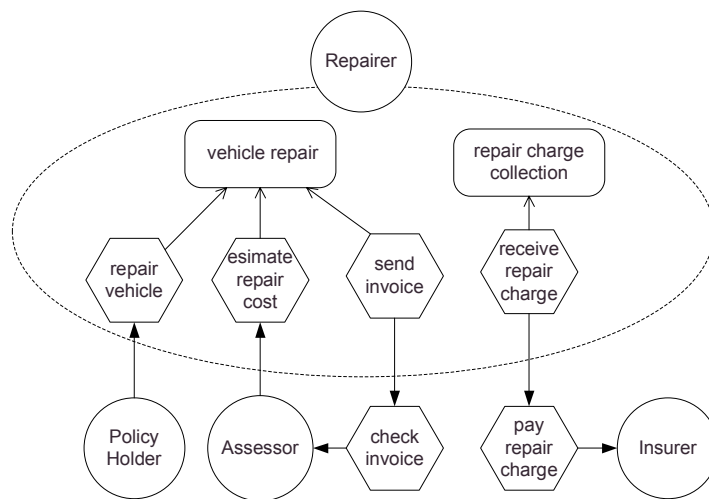 Repairer
vehicle repair
repair charge
collection
repair
vehicle
esimate
repair
cost
send
invoice
receive
repair
charge
Policy
Holder
Assessor
check
invoice
pay
repair
charge
Insurer